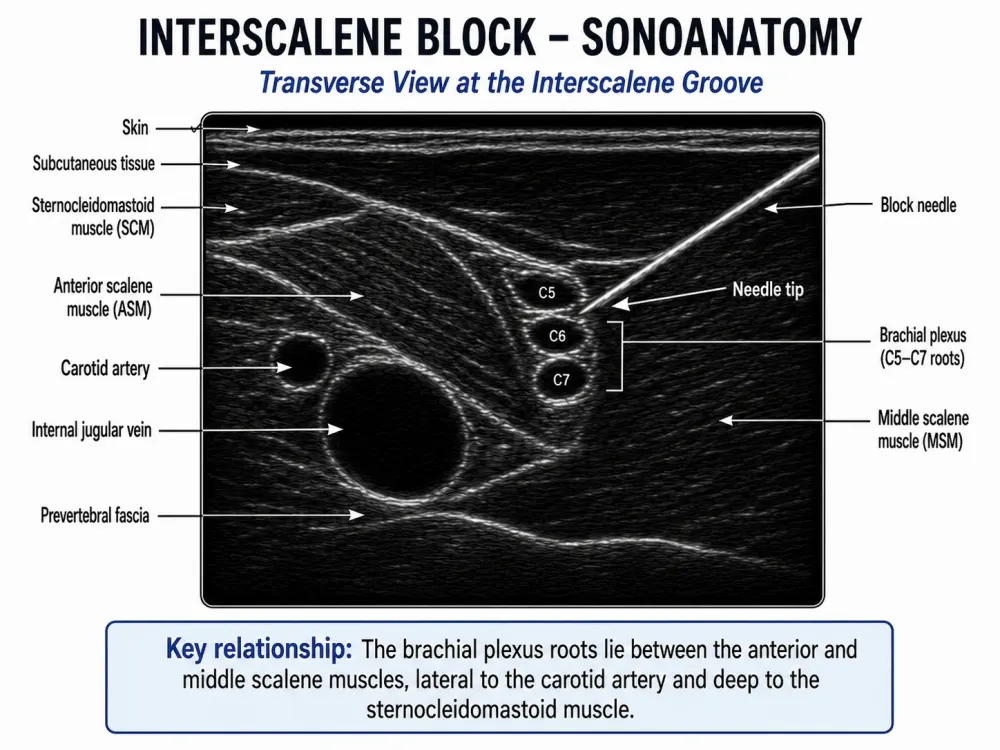 INTERSCALENE BLOCK – SONOANATOMY
Transverse View at the Interscalene Groove
Skin
Subcutaneous tissue
Sternocleidomastoid
muscle (SCM)
Anterior scalene
muscle (ASM)
Carotid artery
Internal jugular vein
Prevertebral fascia
C5
C6
C7
Block needle
Needle tip
Brachial plexus
(C5–C7 roots)
Middle scalene
muscle (MSM)
Key relationship: The brachial plexus roots lie between the anterior and
middle scalene muscles, lateral to the carotid artery and deep to the
sternocleidomastoid muscle.